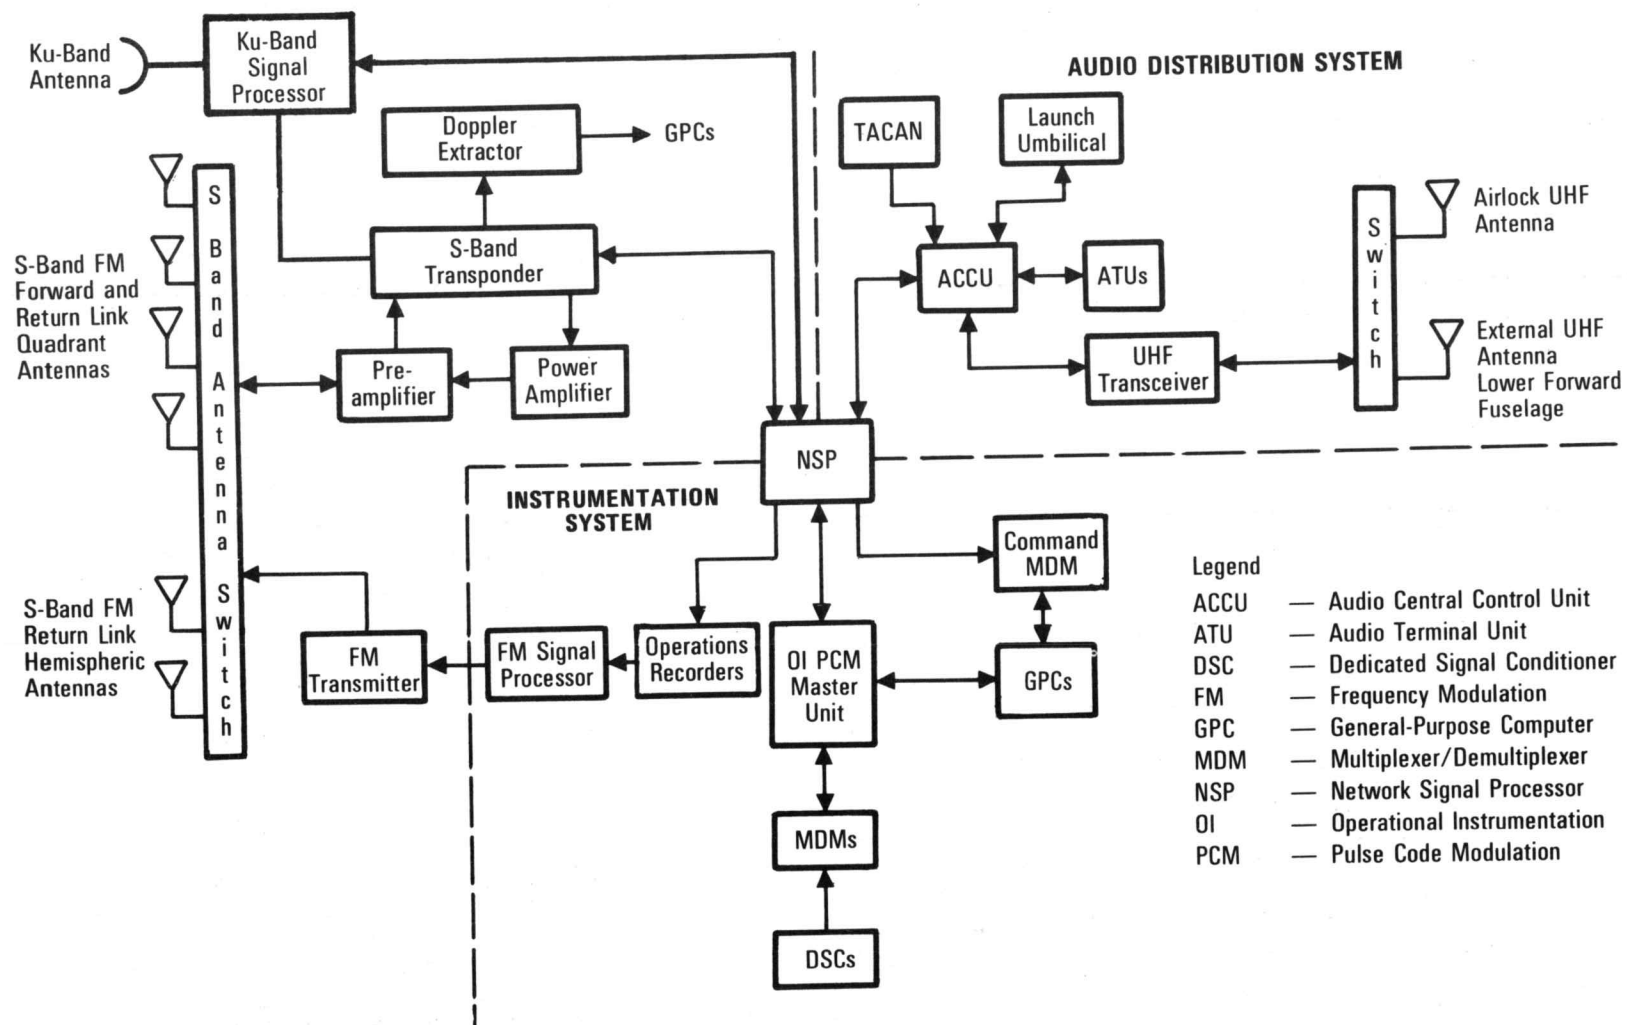 Ku-Band
Antenna
Ku-Band
Signal
Processor
Doppler
Extractor
GPCs
S-Band
Transponder
Pre-
amplifier
Power
Amplifier
S-Band FM
Forward and
Return Link
Quadrant
Antennas
S Band Antenna Switch
S-Band FM
Return Link
Hemispheric
Antennas
FM
Transmitter
AUDIO DISTRIBUTION SYSTEM
TACAN
Launch
Umbilical
ACCU
ATUs
UHF
Transceiver
Switch
Airlock UHF
Antenna
External UHF
Antenna
Lower Forward
Fuselage
NSP
INSTRUMENTATION
SYSTEM
FM Signal
Processor
Operations
Recorders
OI PCM
Master
Unit
Command
MDM
GPCs
MDMs
DSCs
Legend
ACCU — Audio Central Control Unit
ATU — Audio Terminal Unit
DSC — Dedicated Signal Conditioner
FM — Frequency Modulation
GPC — General-Purpose Computer
MDM — Multiplexer/Demultiplexer
NSP — Network Signal Processor
OI — Operational Instrumentation
PCM — Pulse Code Modulation